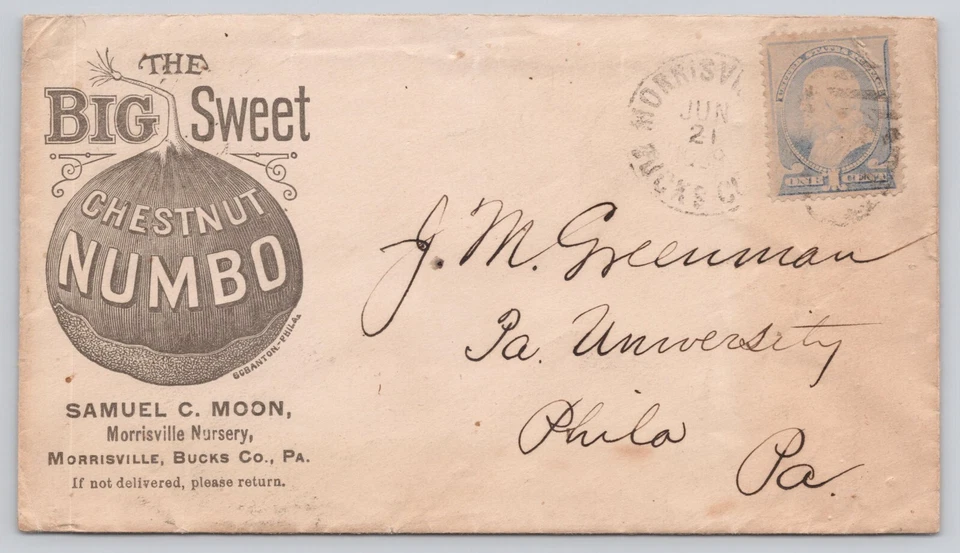 THE
BIG Sweet
CHESTNUT
NUMBO
SCRANTON-PHILA.
SAMUEL C. MOON,
Morrisville Nursery,
MORRISVILLE, BUCKS CO., PA.
If not delivered, please return.
MORRISVI
JUN
21
BUCKS CO
ONE CENT
J. M. Greenman
Pa. University
Phila
Pa.